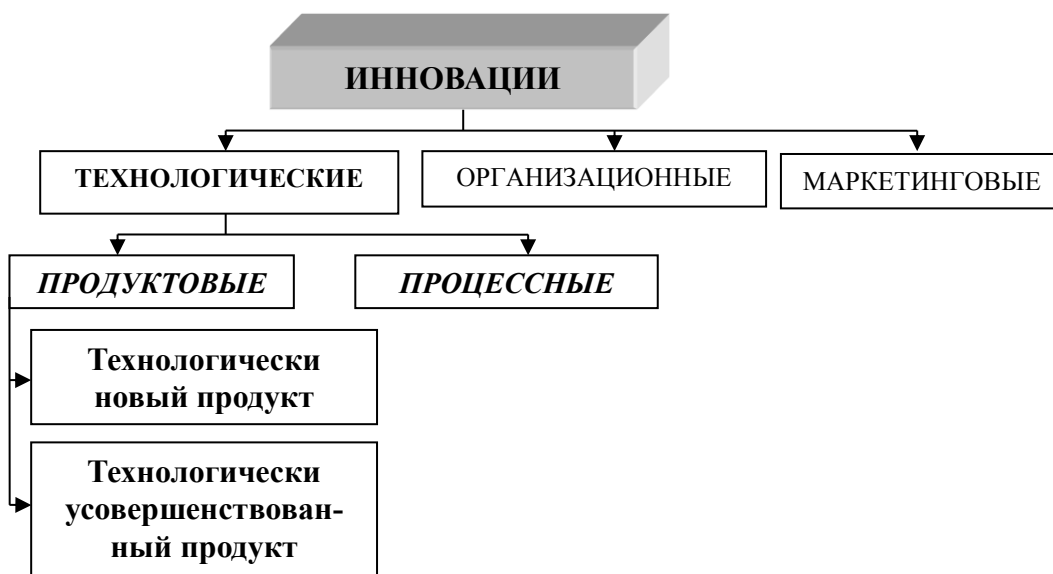 ИННОВАЦИИ
ТЕХНОЛОГИЧЕСКИЕ
ОРГАНИЗАЦИОННЫЕ
МАРКЕТИНГОВЫЕ
ПРОДУКТОВЫЕ
ПРОЦЕССНЫЕ
Технологически
новый продукт
Технологически
усовершенствован-
ный продукт